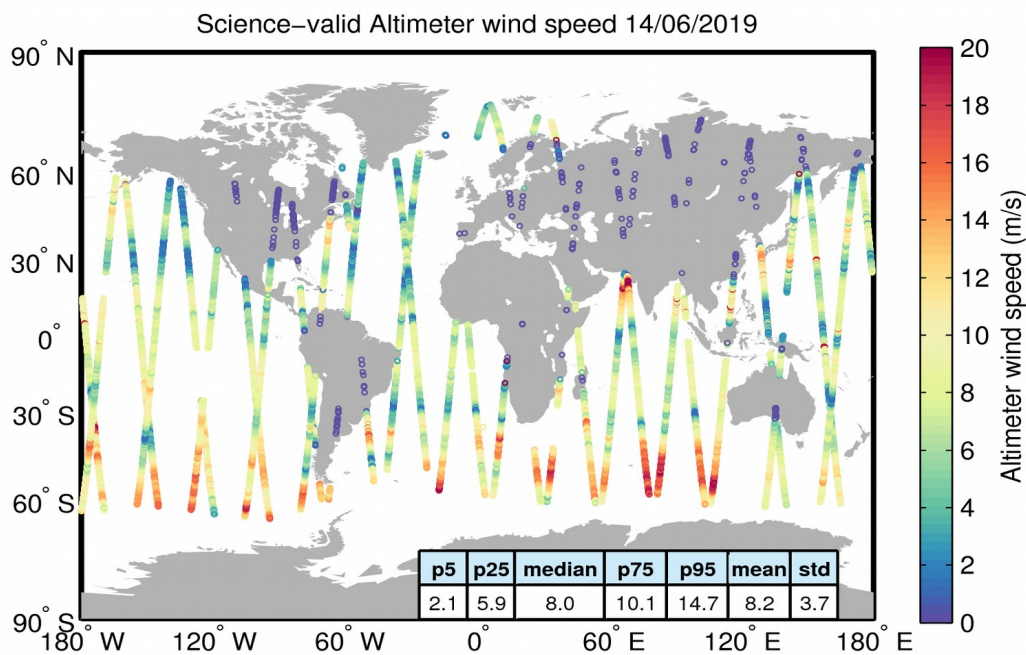 Science−valid Altimeter wind speed 14/06/2019
90° N
60° N
30° N
0°
30° S
60° S
90° S
180° W
120° W
60° W
0°
60° E
120° E
180° E
p5 p25 median p75 p95 mean std
2.1 5.9 8.0 10.1 14.7 8.2 3.7
20
18
16
14
12
10
8
6
4
2
0
Altimeter wind speed (m/s)